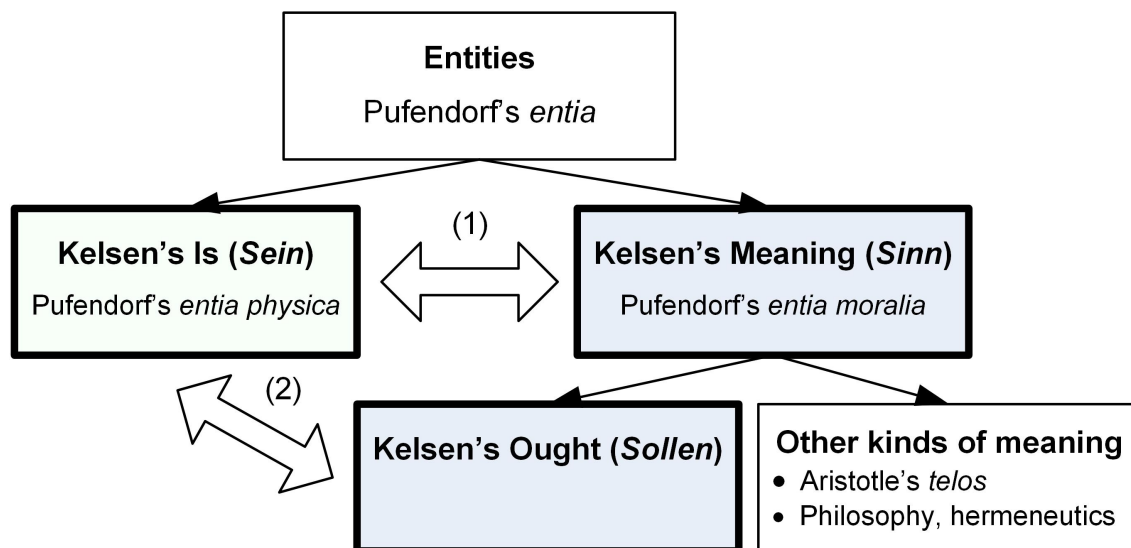 Entities
Pufendorf’s entia
Kelsen’s Is (Sein)
Pufendorf’s entia physica
(1)
Kelsen’s Meaning (Sinn)
Pufendorf’s entia moralia
(2)
Kelsen’s Ought (Sollen)
Other kinds of meaning
• Aristotle’s telos
• Philosophy, hermeneutics